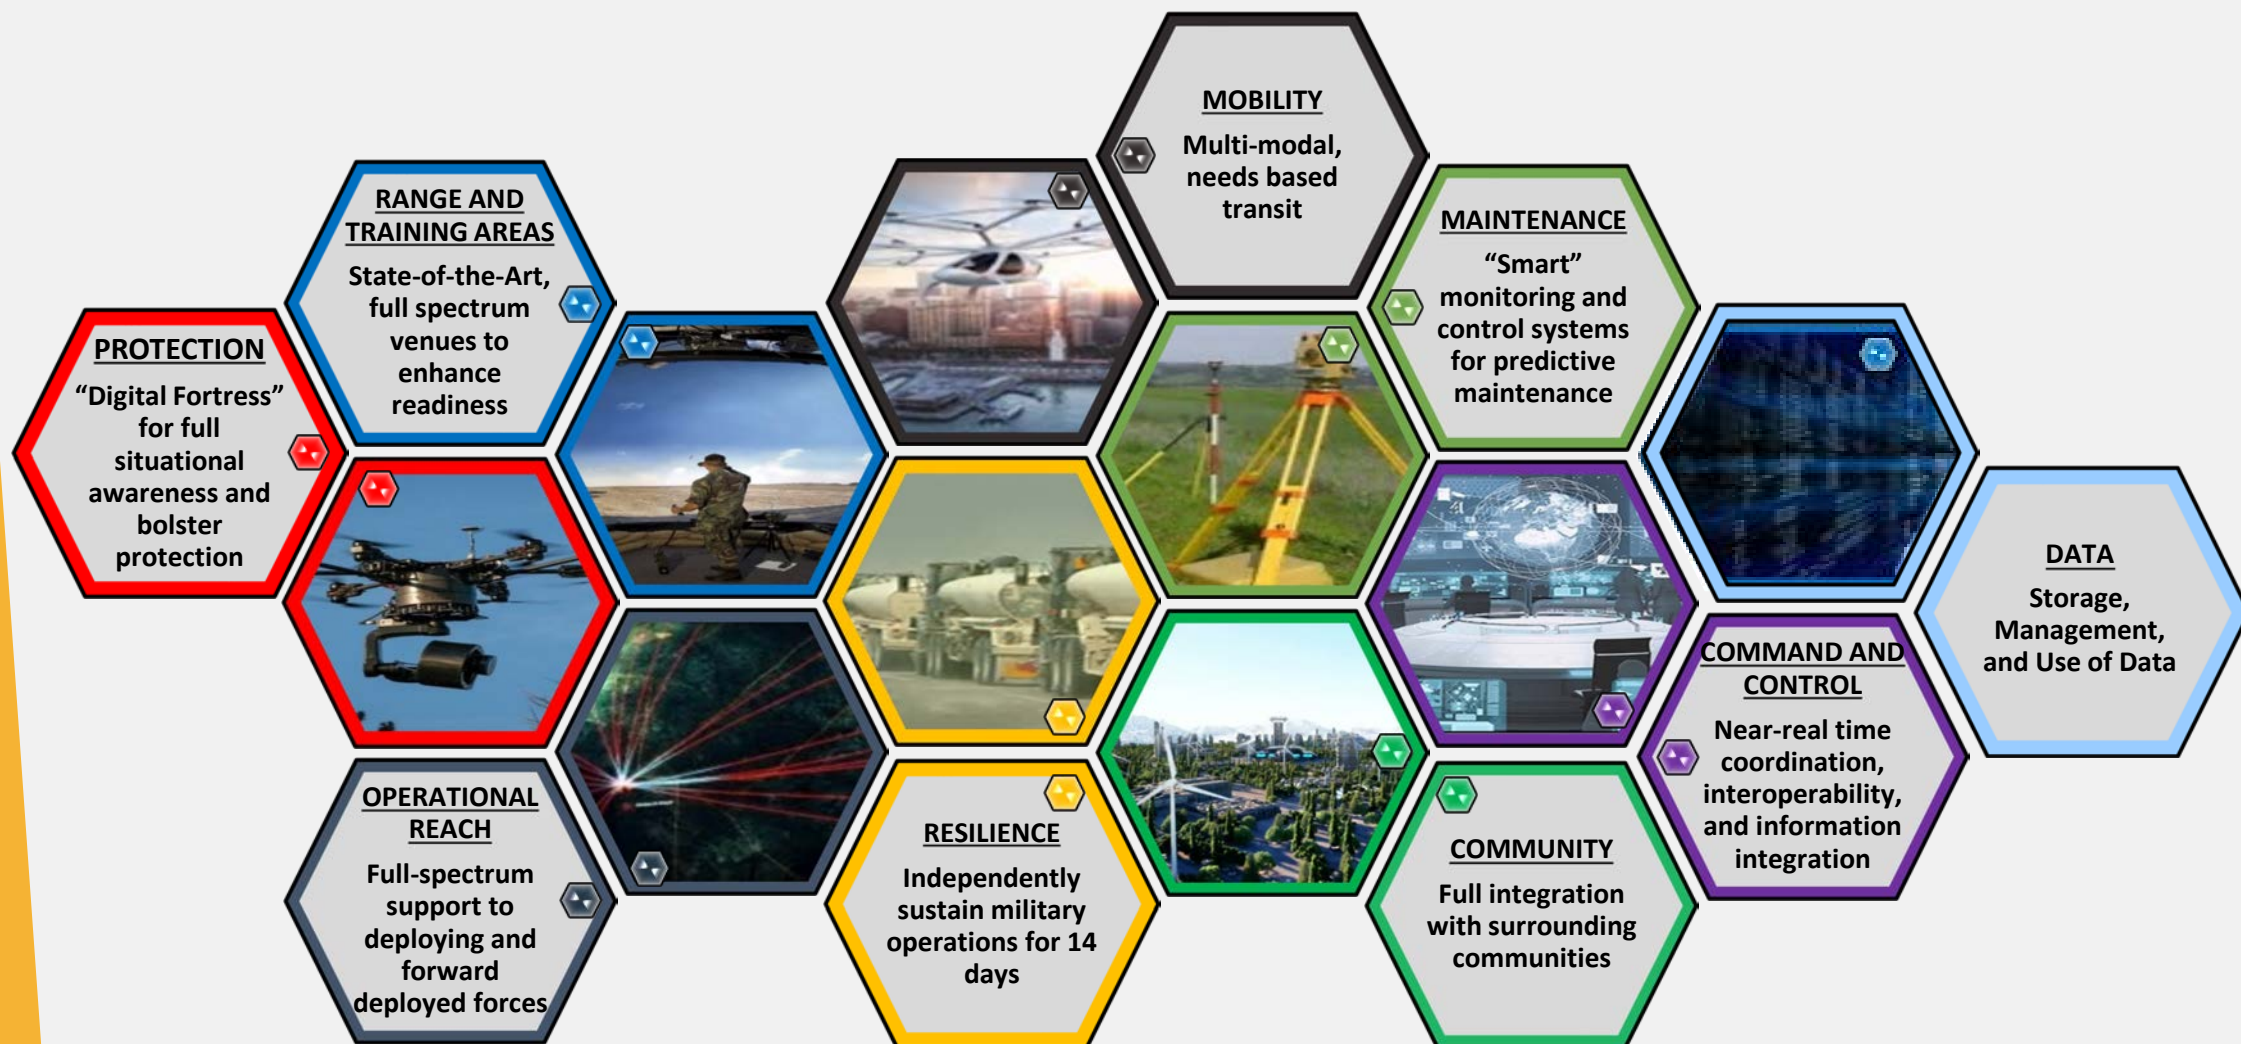 PROTECTION
“Digital Fortress”
for full
situational
awareness and
bolster
protection
RANGE AND
TRAINING AREAS
State-of-the-Art,
full spectrum
venues to
enhance
readiness
OPERATIONAL
REACH
Full-spectrum
support to
deploying and
forward
deployed forces
RESILIENCE
Independently
sustain military
operations for 14
days
MOBILITY
Multi-modal,
needs based
transit
MAINTENANCE
“Smart”
monitoring and
control systems
for predictive
maintenance
COMMUNITY
Full integration
with surrounding
communities
COMMAND AND
CONTROL
Near-real time
coordination,
interoperability,
and information
integration
DATA
Storage,
Management,
and Use of Data